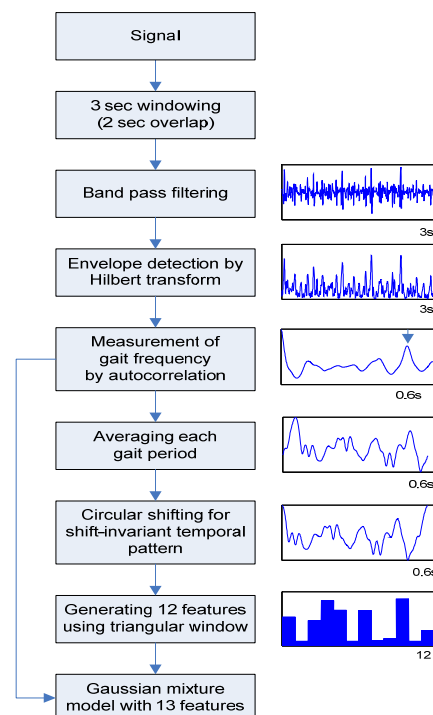 Signal
3 sec windowing
(2 sec overlap)
Band pass filtering
3s
Envelope detection by
Hilbert transform
3s
Measurement of
gait frequency
by autocorrelation
0.6s
Averaging each
gait period
0.6s
Circular shifting for
shift-invariant temporal
pattern
0.6s
Generating 12 features
using triangular window
12
Gaussian mixture
model with 13 features